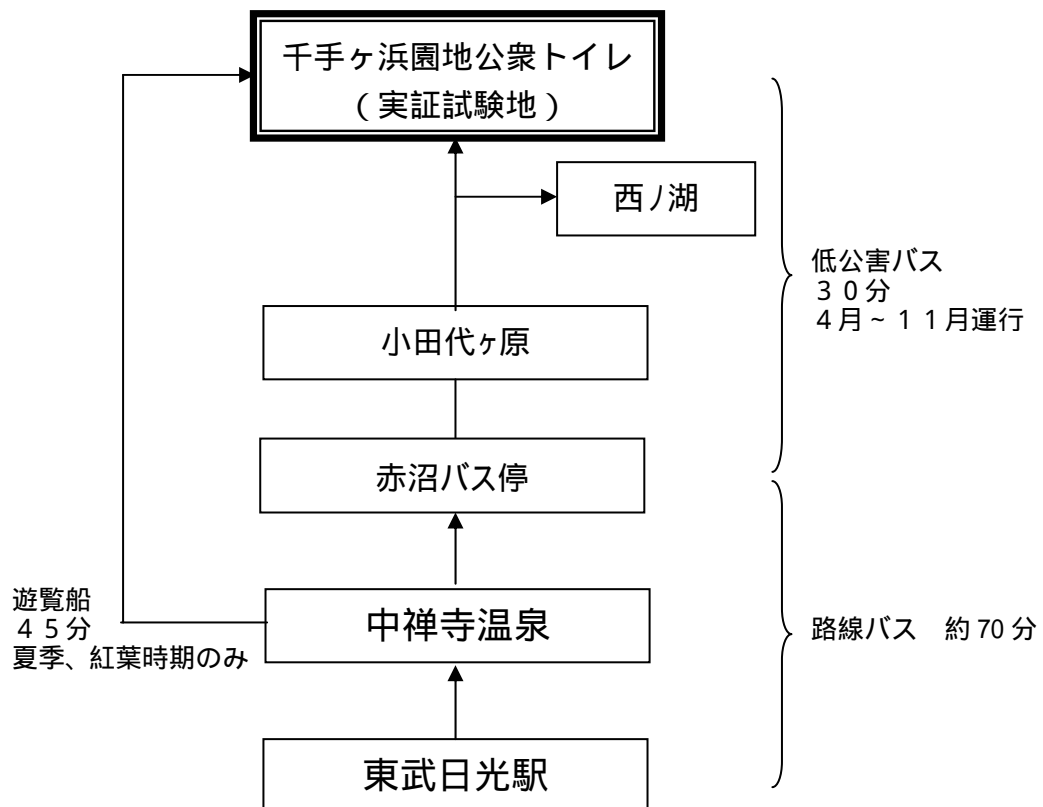 千手ヶ浜園地公衆トイレ
（実証試験地）
西ノ湖
低公害バス
３０分
４月～１１月運行
小田代ヶ原
赤沼バス停
遊覧船
４５分
夏季、紅葉時期のみ
中禅寺温泉
路線バス　約70分
東武日光駅